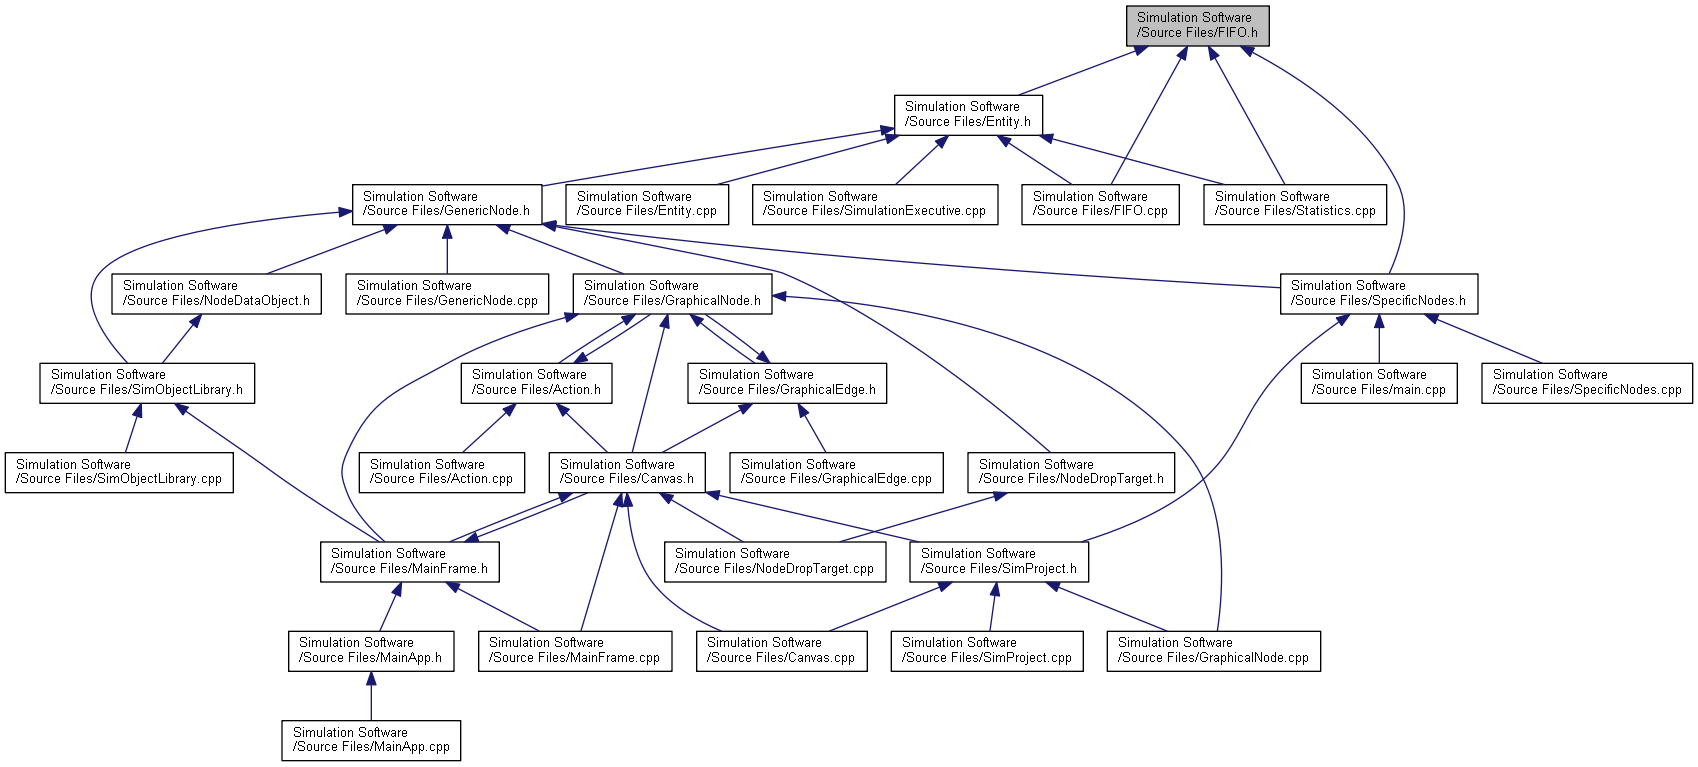 Simulation Software
/Source Files/FIFO.h
Simulation Software
/Source Files/Entity.h
Simulation Software
/Source Files/GenericNode.h
Simulation Software
/Source Files/Entity.cpp
Simulation Software
/Source Files/SimulationExecutive.cpp
Simulation Software
/Source Files/FIFO.cpp
Simulation Software
/Source Files/Statistics.cpp
Simulation Software
/Source Files/NodeDataObject.h
Simulation Software
/Source Files/GenericNode.cpp
Simulation Software
/Source Files/GraphicalNode.h
Simulation Software
/Source Files/SpecificNodes.h
Simulation Software
/Source Files/SimObjectLibrary.h
Simulation Software
/Source Files/Action.h
Simulation Software
/Source Files/GraphicalEdge.h
Simulation Software
/Source Files/main.cpp
Simulation Software
/Source Files/SpecificNodes.cpp
Simulation Software
/Source Files/SimObjectLibrary.cpp
Simulation Software
/Source Files/Action.cpp
Simulation Software
/Source Files/Canvas.h
Simulation Software
/Source Files/GraphicalEdge.cpp
Simulation Software
/Source Files/NodeDropTarget.h
Simulation Software
/Source Files/MainFrame.h
Simulation Software
/Source Files/NodeDropTarget.cpp
Simulation Software
/Source Files/SimProject.h
Simulation Software
/Source Files/MainApp.h
Simulation Software
/Source Files/MainFrame.cpp
Simulation Software
/Source Files/Canvas.cpp
Simulation Software
/Source Files/SimProject.cpp
Simulation Software
/Source Files/GraphicalNode.cpp
Simulation Software
/Source Files/MainApp.cpp